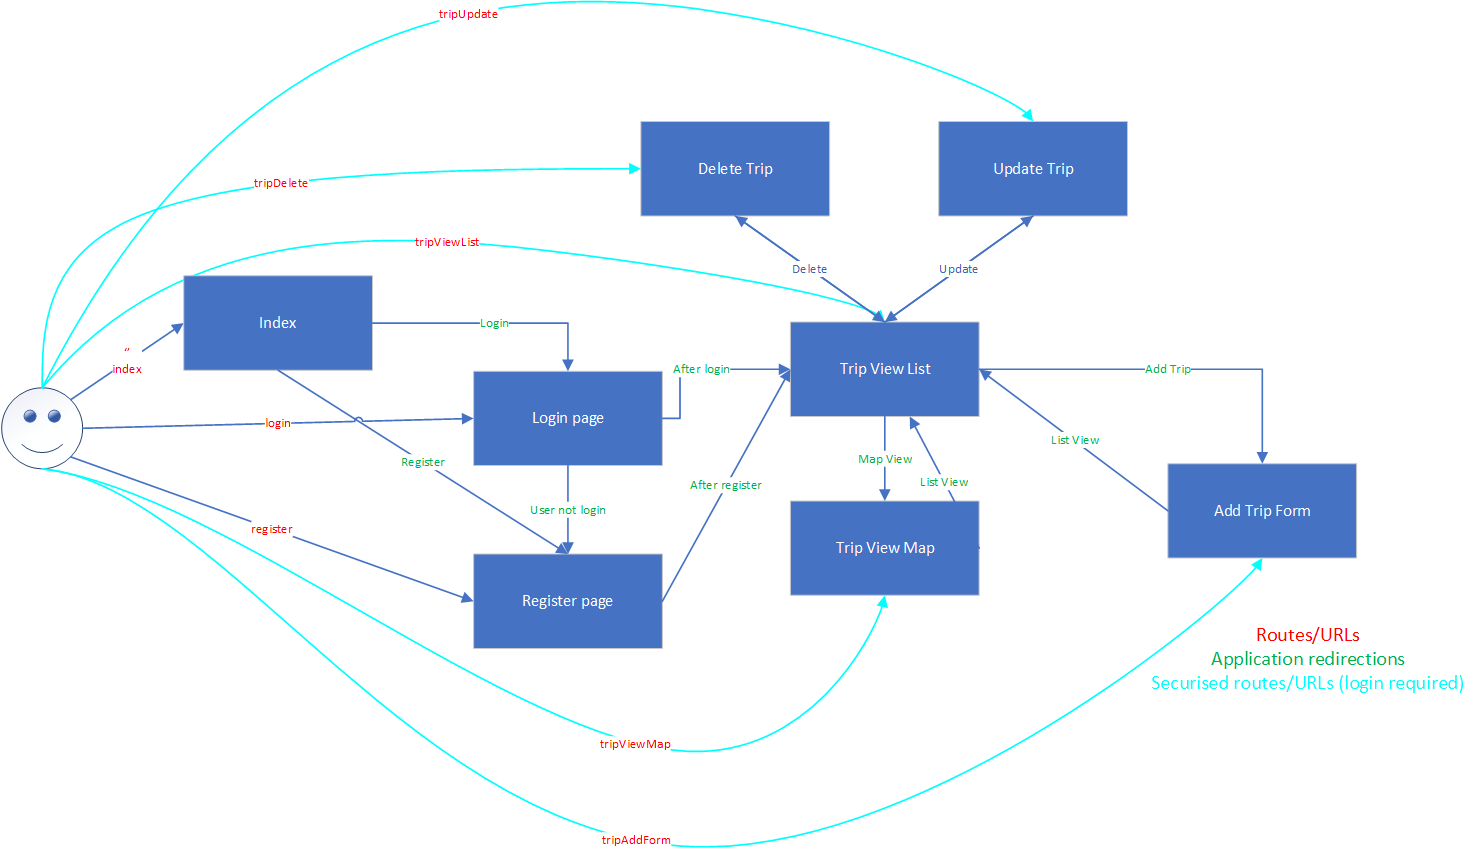 tripUpdate
Delete Trip
Update Trip
tripDelete
tripViewList
Delete
Update
Index
Login
“
index
After login
Trip View List
Add Trip
Login page
login
List View
Register
Map View
List View
After register
User not login
Add Trip Form
register
Trip View Map
Register page
Routes/URLs
Application redirections
Securised routes/URLs (login required)
tripViewMap
tripAddForm